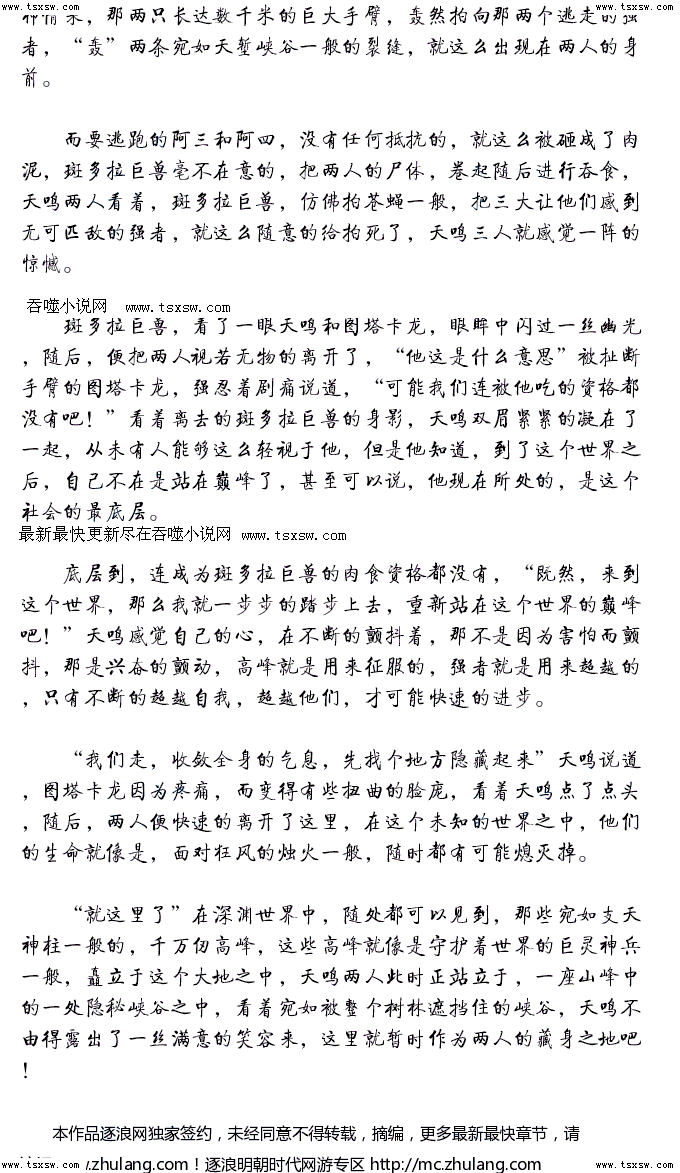 www.tsxsw.com www.tsxsw.com www.tsxsw.com www.tsxsw.com
神情来，那两只长达数千米的巨大手臂，轰然拍向那两个逃走的强
者，“轰”两条宛如天堑峡谷一般的裂缝，就这么出现在两人的身
前。
而要逃跑的阿三和阿四，没有任何抵抗的，就这么被砸成了肉
泥，斑多拉巨兽毫不在意的，把两人的尸体，卷起随后进行吞食，
天鸣两人看着，斑多拉巨兽，仿佛拍苍蝇一般，把三大让他们感到
无可匹敌的强者，就这么随意的给拍死了，天鸣三人就感觉一阵的
惊憾。
吞噬小说网 www.tsxsw.com
斑多拉巨兽，看了一眼天鸣和图塔卡龙，眼眸中闪过一丝幽光
，随后，便把两人视若无物的离开了，“他这是什么意思”被扯断
手臂的图塔卡龙，强忍着剧痛说道，“可能我们连被他吃的资格都
没有吧！”看着离去的斑多拉巨兽的身影，天鸣双眉紧紧的凝在了
一起，从未有人能够这么轻视于他，但是他知道，到了这个世界之
后，自己不在是站在巅峰了，甚至可以说，他现在所处的，是这个
社会的最底层。
最新最快更新尽在吞噬小说网 www.tsxsw.com
底层到，连成为斑多拉巨兽的肉食资格都没有，“既然，来到
这个世界，那么我就一步步的踏步上去，重新站在这个世界的巅峰
吧！”天鸣感觉自己的心，在不断的颤抖着，那不是因为害怕而颤
抖，那是兴奋的颤动，高峰就是用来征服的，强者就是用来超越的
，只有不断的超越自我，超越他们，才可能快速的进步。
“我们走，收敛全身的气息，先找个地方隐藏起来”天鸣说道
，图塔卡龙因为疼痛，而变得有些扭曲的脸庞，看着天鸣点了点头
，随后，两人便快速的离开了这里，在这个未知的世界之中，他们
的生命就像是，面对狂风的烛火一般，随时都有可能熄灭掉。
“就这里了”在深渊世界中，随处都可以见到，那些宛如支天
神柱一般的，千万仞高峰，这些高峰就像是守护着世界的巨灵神兵
一般，矗立于这个大地之中，天鸣两人此时正站立于，一座山峰中
的一处隐秘峡谷之中，看着宛如被整个树林遮挡住的峡谷，天鸣不
由得露出了一丝满意的笑容来，这里就暂时作为两人的藏身之地吧
！
本作品逐浪网独家签约，未经同意不得转载，摘编，更多最新最快章节，请
.zhulang.com！逐浪明朝时代网游专区 http://mc.zhulang.com
www.tsxsw.com www.tsxsw.com www.tsxsw.com www.tsxsw.com